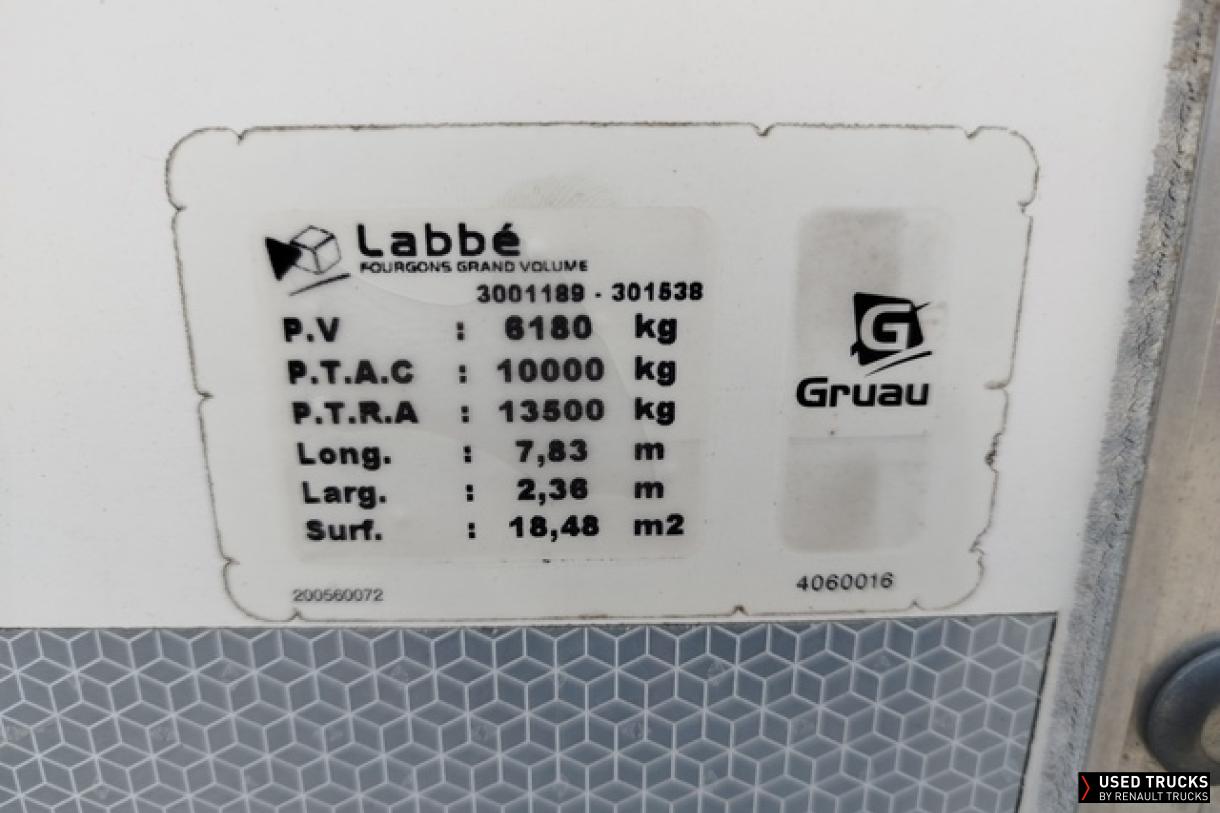 Labbé
FOURGONS GRAND VOLUME
3001189 - 301538
P.V : 6180 kg
P.T.A.C : 10000 kg
P.T.R.A : 13500 kg
Long. : 7,83 m
Larg. : 2,36 m
Surf. : 18,48 m2
200560072
G
Gruau
4060016
USED TRUCKS
BY RENAULT TRUCKS